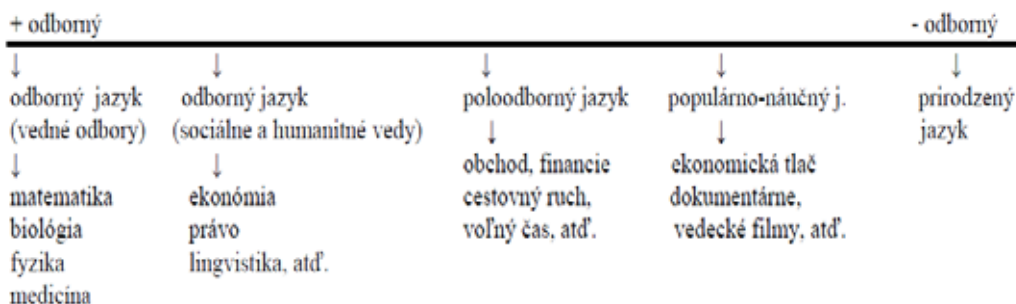 + odborný - odborný
↓ ↓ ↓ ↓ ↓
odborný jazyk odborný jazyk poloodborný jazyk populárno-náučný j. prirodzený
(vedné odbory) (sociálne a humanitné vedy) ↓ ↓ jazyk
↓ ↓ obchod, financie ekonomická tlač
matematika ekonómia cestovný ruch, dokumentárne,
biológia právo voľný čas, atď. vedecké filmy, atď.
fyzika lingvistika, atď.
medicína